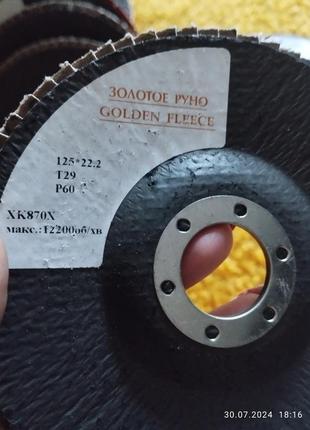 ЗОЛОТОЕ РУНО
GOLDEN FLEECE
125*22.2
T29
P60
XK870X
макс.:12200об/хв
30.07.2024 18:16